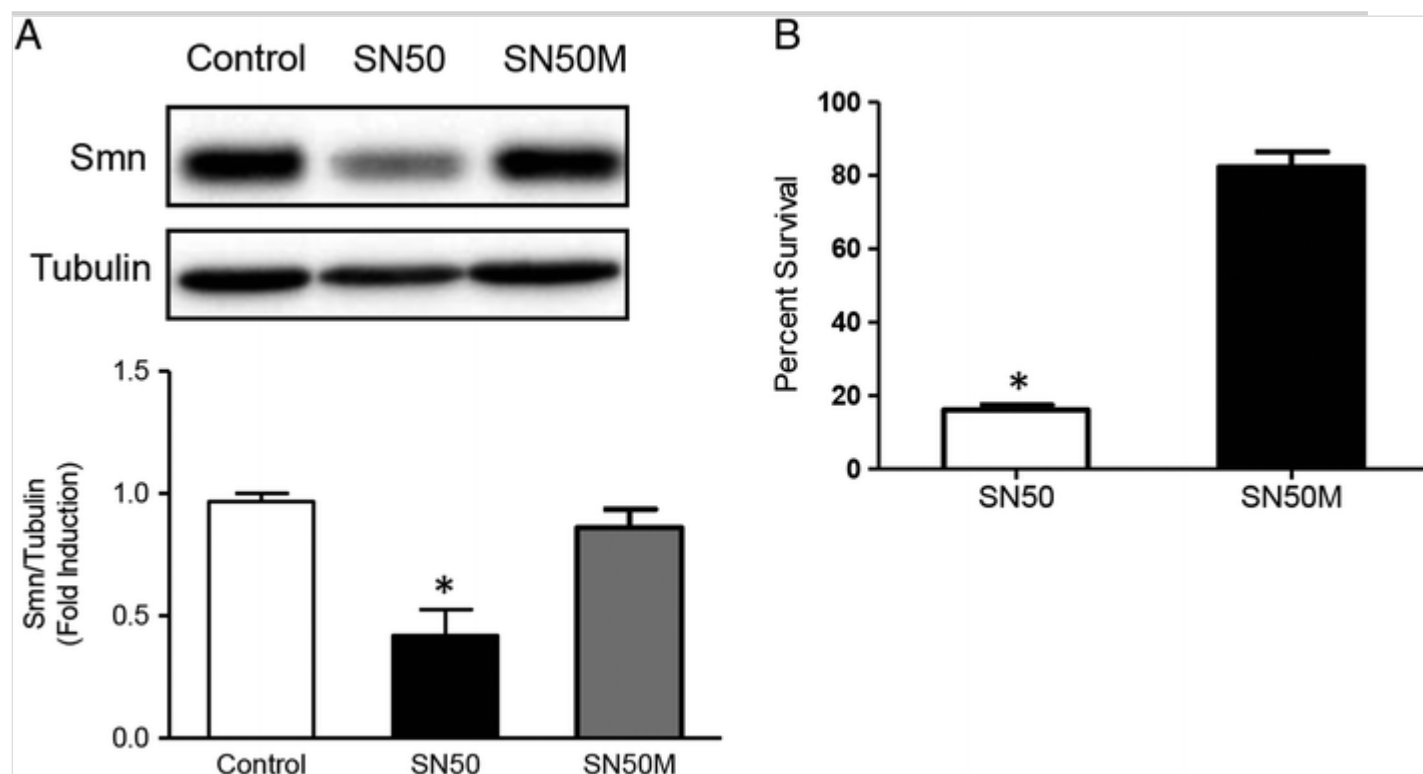 A
Control SN50 SN50M
Smn
Tubulin
1.5
1.0
0.5
0.0
Smn/Tubulin
(Fold Induction)
*
Control SN50 SN50M
B
100
80
60
40
20
0
Percent Survival
*
SN50 SN50M